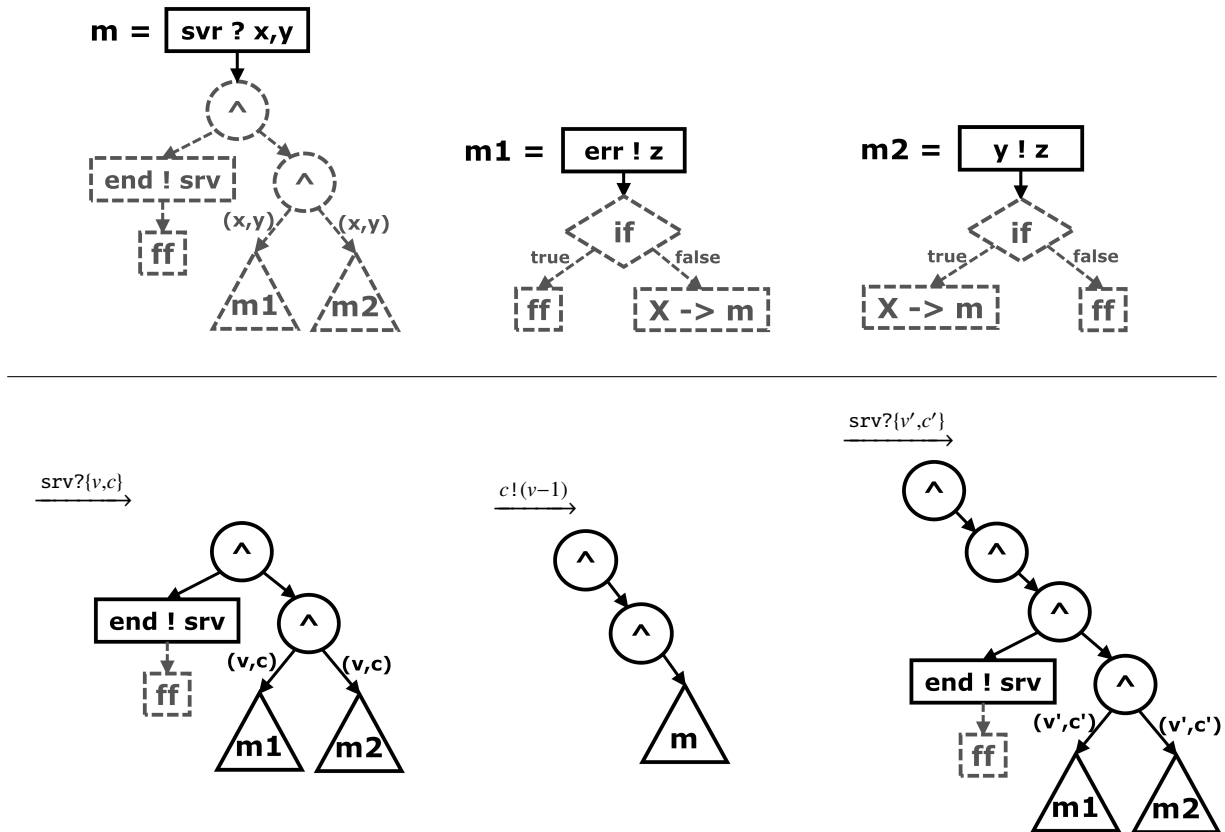 m = svr ? x,y
^
end ! srv
^
ff
(x,y) (x,y)
m1 m2
m1 = err ! z
if
true false
ff X -> m
m2 = y ! z
if
true false
X -> m ff
srv?{v,c}
^
end ! srv
^
ff
(v,c) (v,c)
m1 m2
c!(v−1)
^
^
m
srv?{v′,c′}
^
^
^
end ! srv
^
ff
(v',c') (v',c')
m1 m2